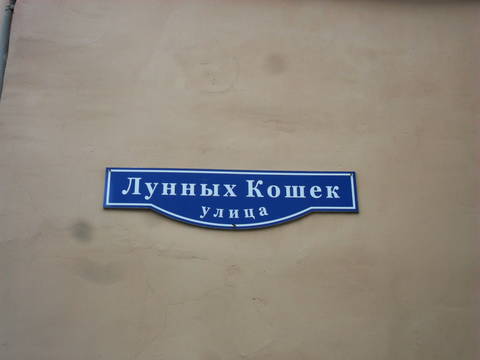 Лунных Кошек
улица